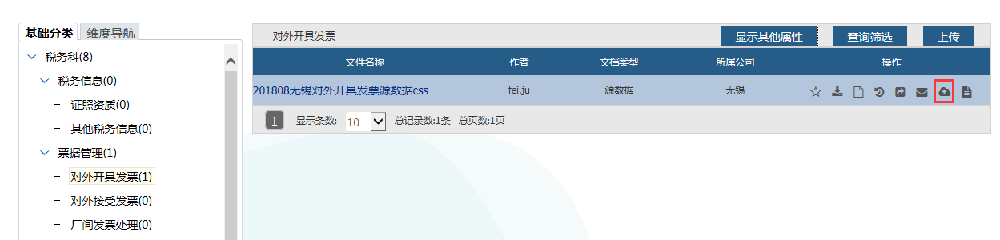 基础分类 维度导航
税务科(8)
税务信息(0)
证照资质(0)
其他税务信息(0)
票据管理(1)
对外开具发票(1)
对外接受发票(0)
厂间发票处理(0)
对外开具发票 显示其他属性 查询筛选 上传
文件名称 作者 文档类型 所属公司 操作
201808无锡对外开具发票源数据css fei.ju 源数据 无锡
1 显示条数: 10 总记录数:1条 总页数:1页